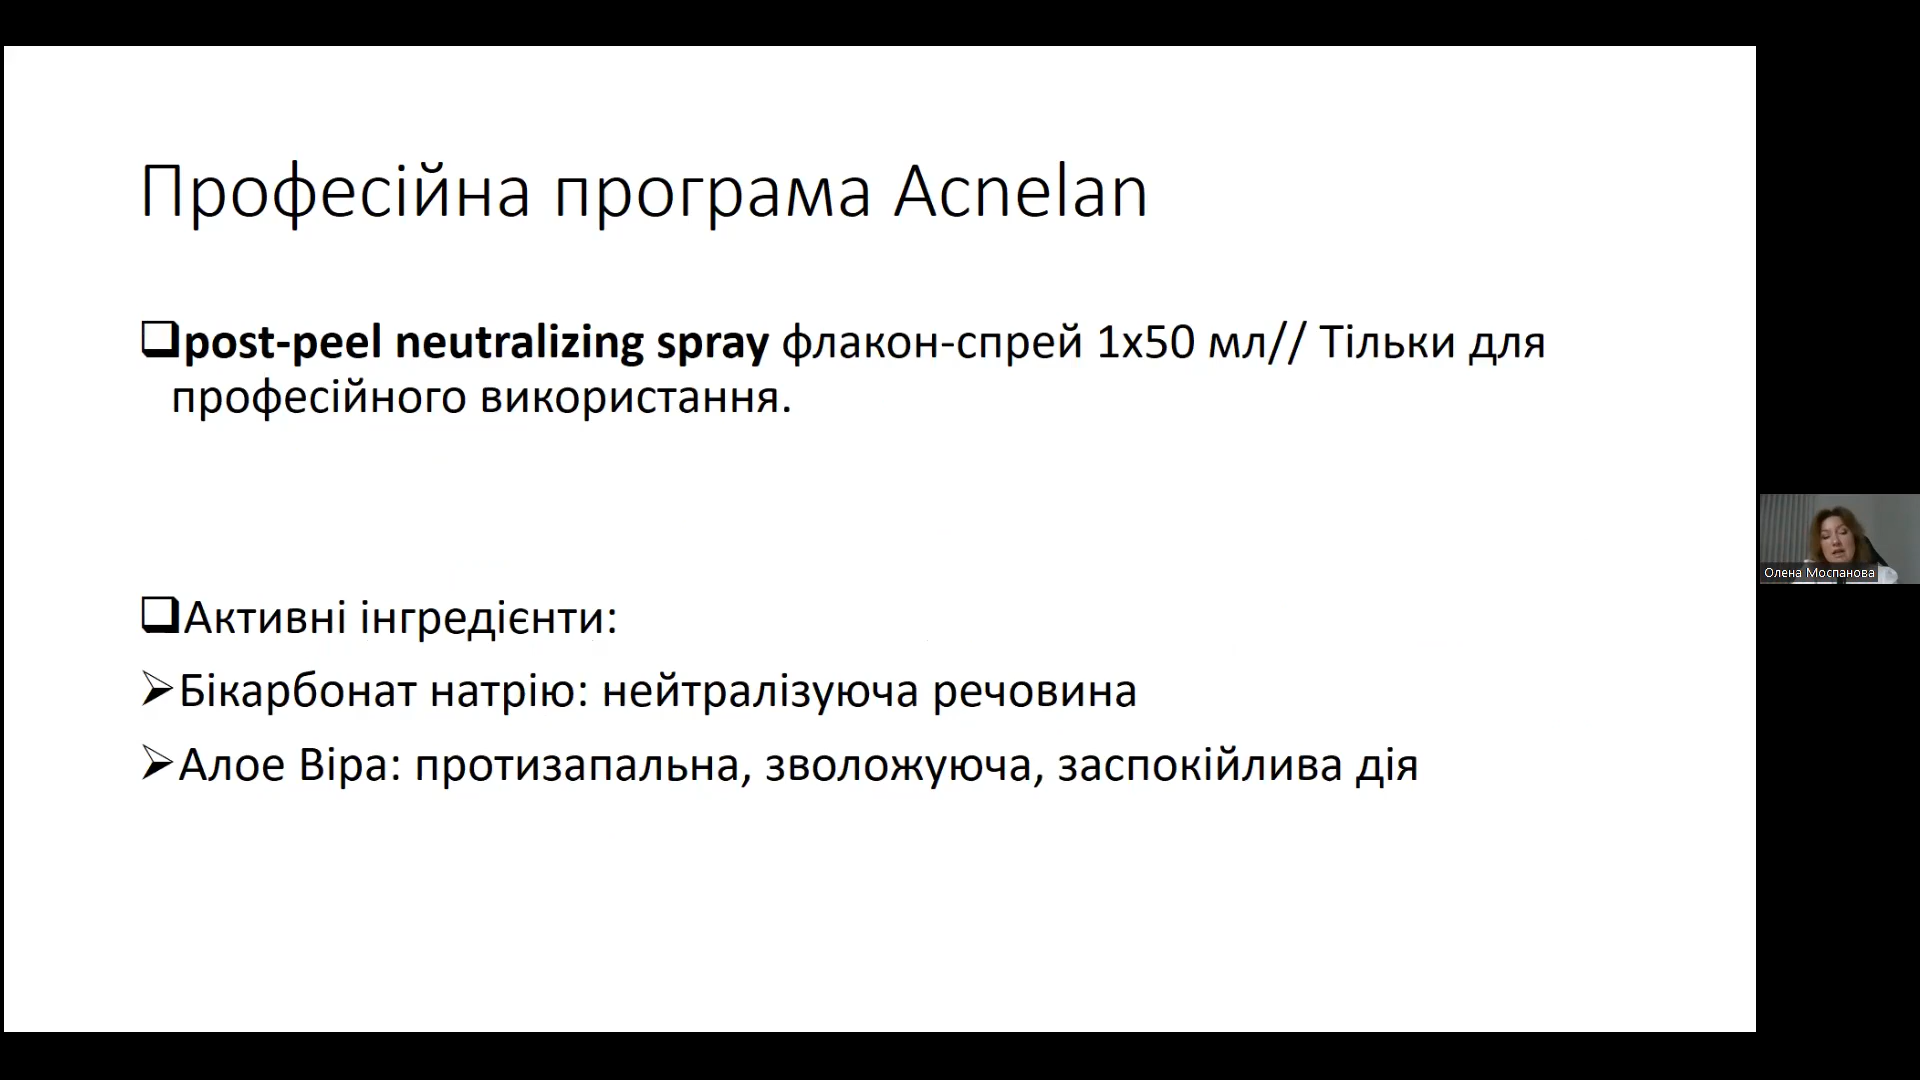 Професійна програма Acnelan
post-peel neutralizing spray флакон-спрей 1x50 мл// Тільки для
професійного використання.
Активні інгредієнти:
Бікарбонат натрію: нейтралізуюча речовина
Алое Віра: протизапальна, зволожуюча, заспокійлива дія
Олена Моспанова